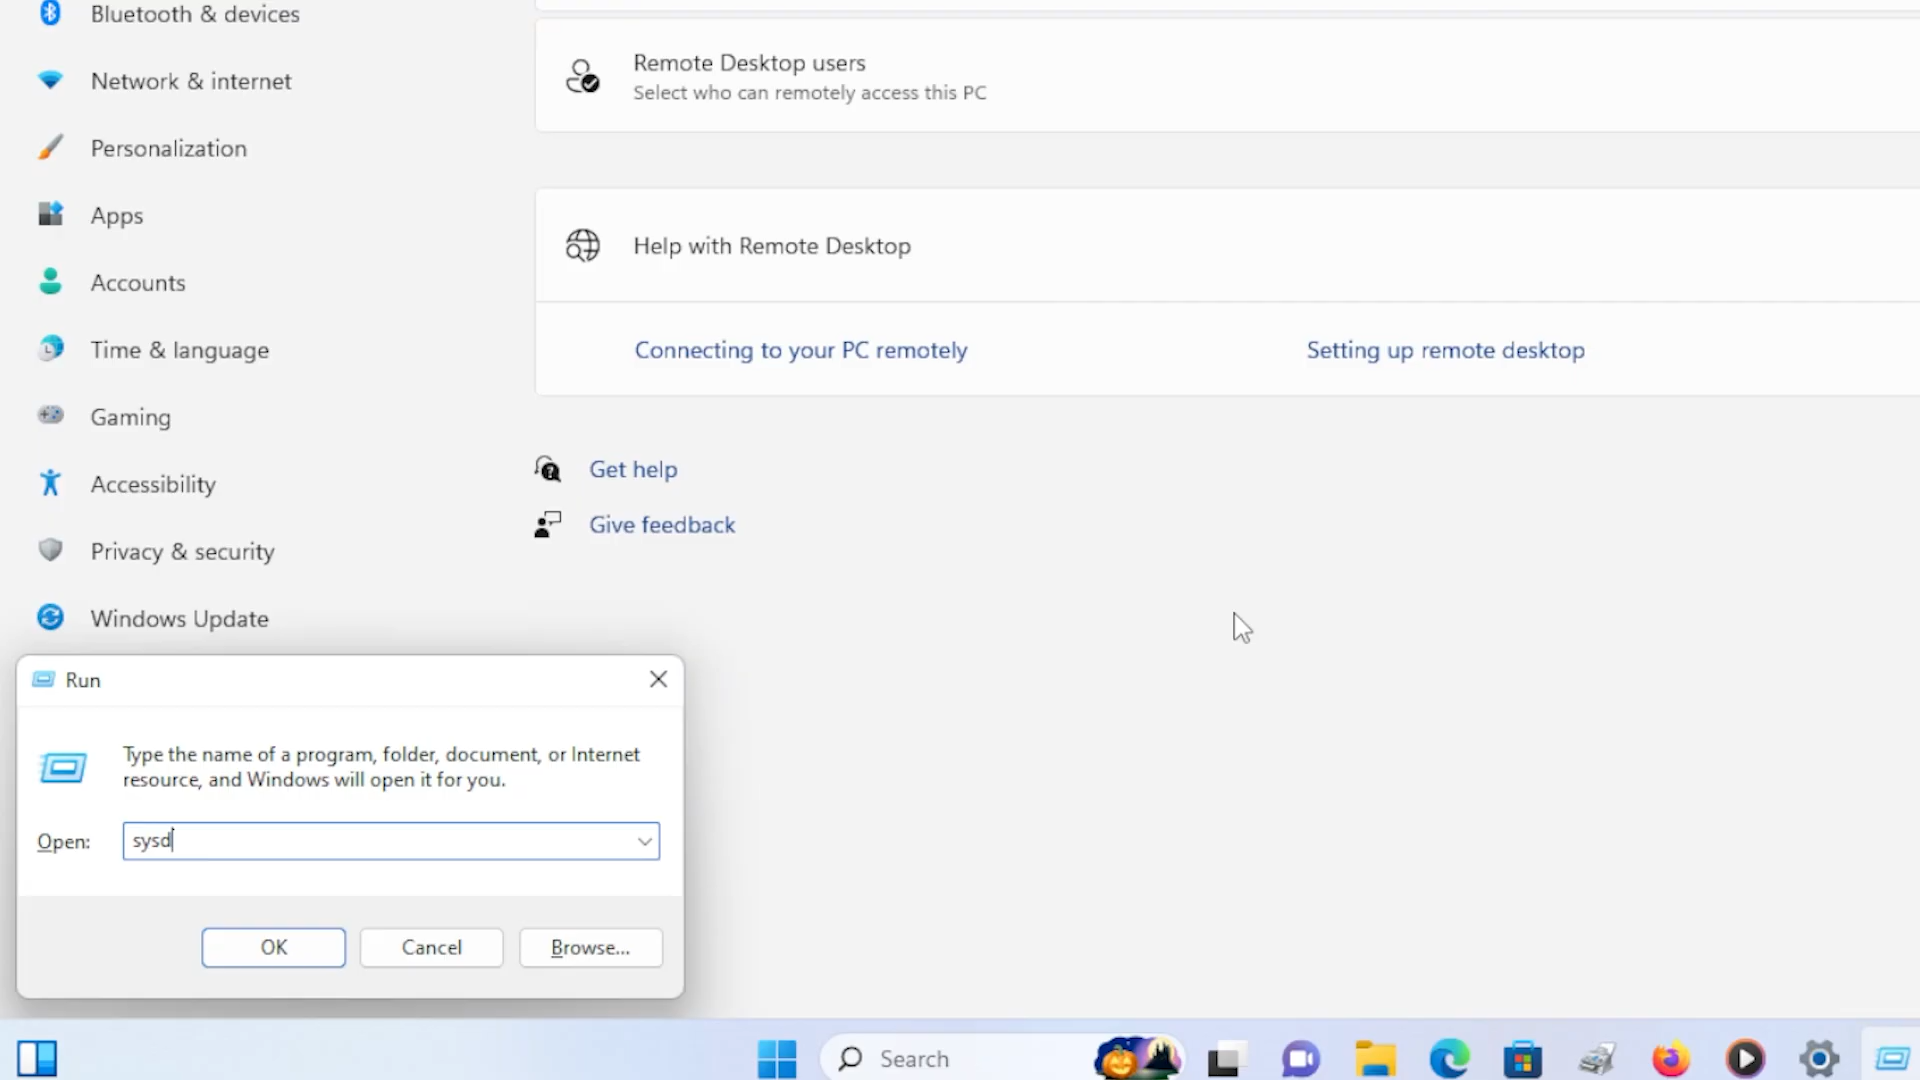 Bluetooth & devices
Network & internet
Personalization
Apps
Accounts
Time & language
Gaming
Accessibility
Privacy & security
Windows Update
Remote Desktop users
Select who can remotely access this PC
Help with Remote Desktop
Connecting to your PC remotely
Setting up remote desktop
Get help
Give feedback
Run
Type the name of a program, folder, document, or Internet
resource, and Windows will open it for you.
Open:
sysd
OK
Cancel
Browse...
Search